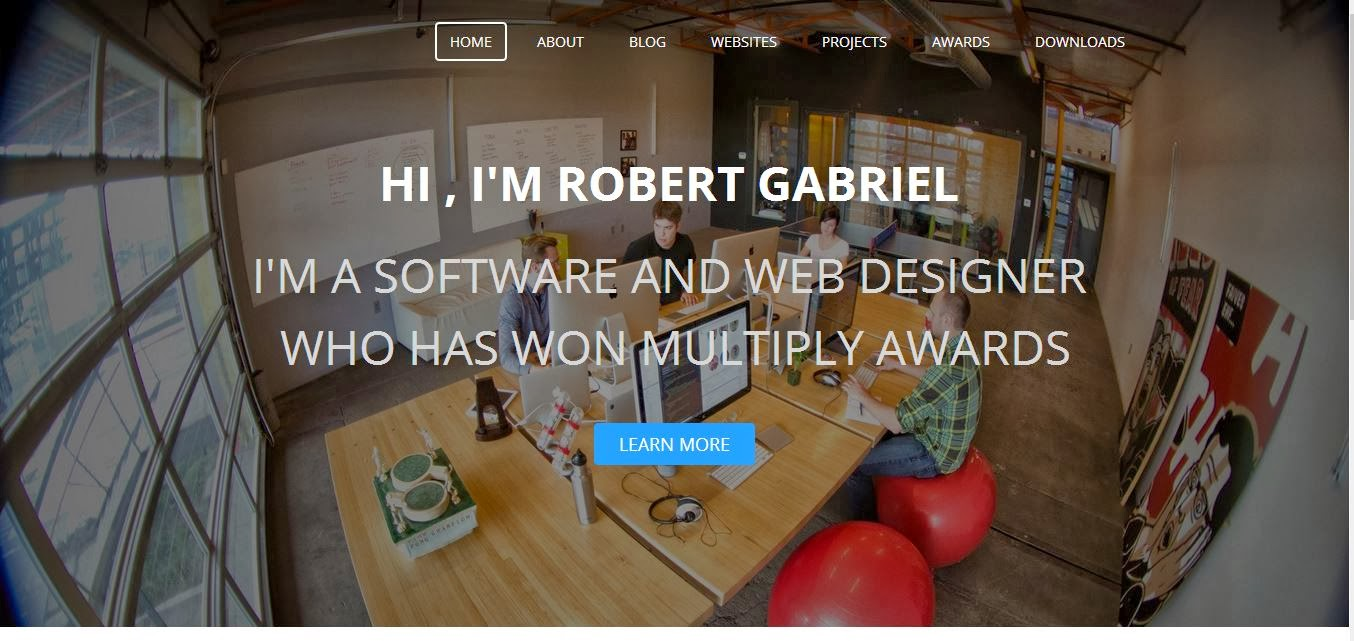 HOME ABOUT BLOG WEBSITES PROJECTS AWARDS DOWNLOADS
HI , I'M ROBERT GABRIEL
I'M A SOFTWARE AND WEB DESIGNER
WHO HAS WON MULTIPLY AWARDS
LEARN MORE